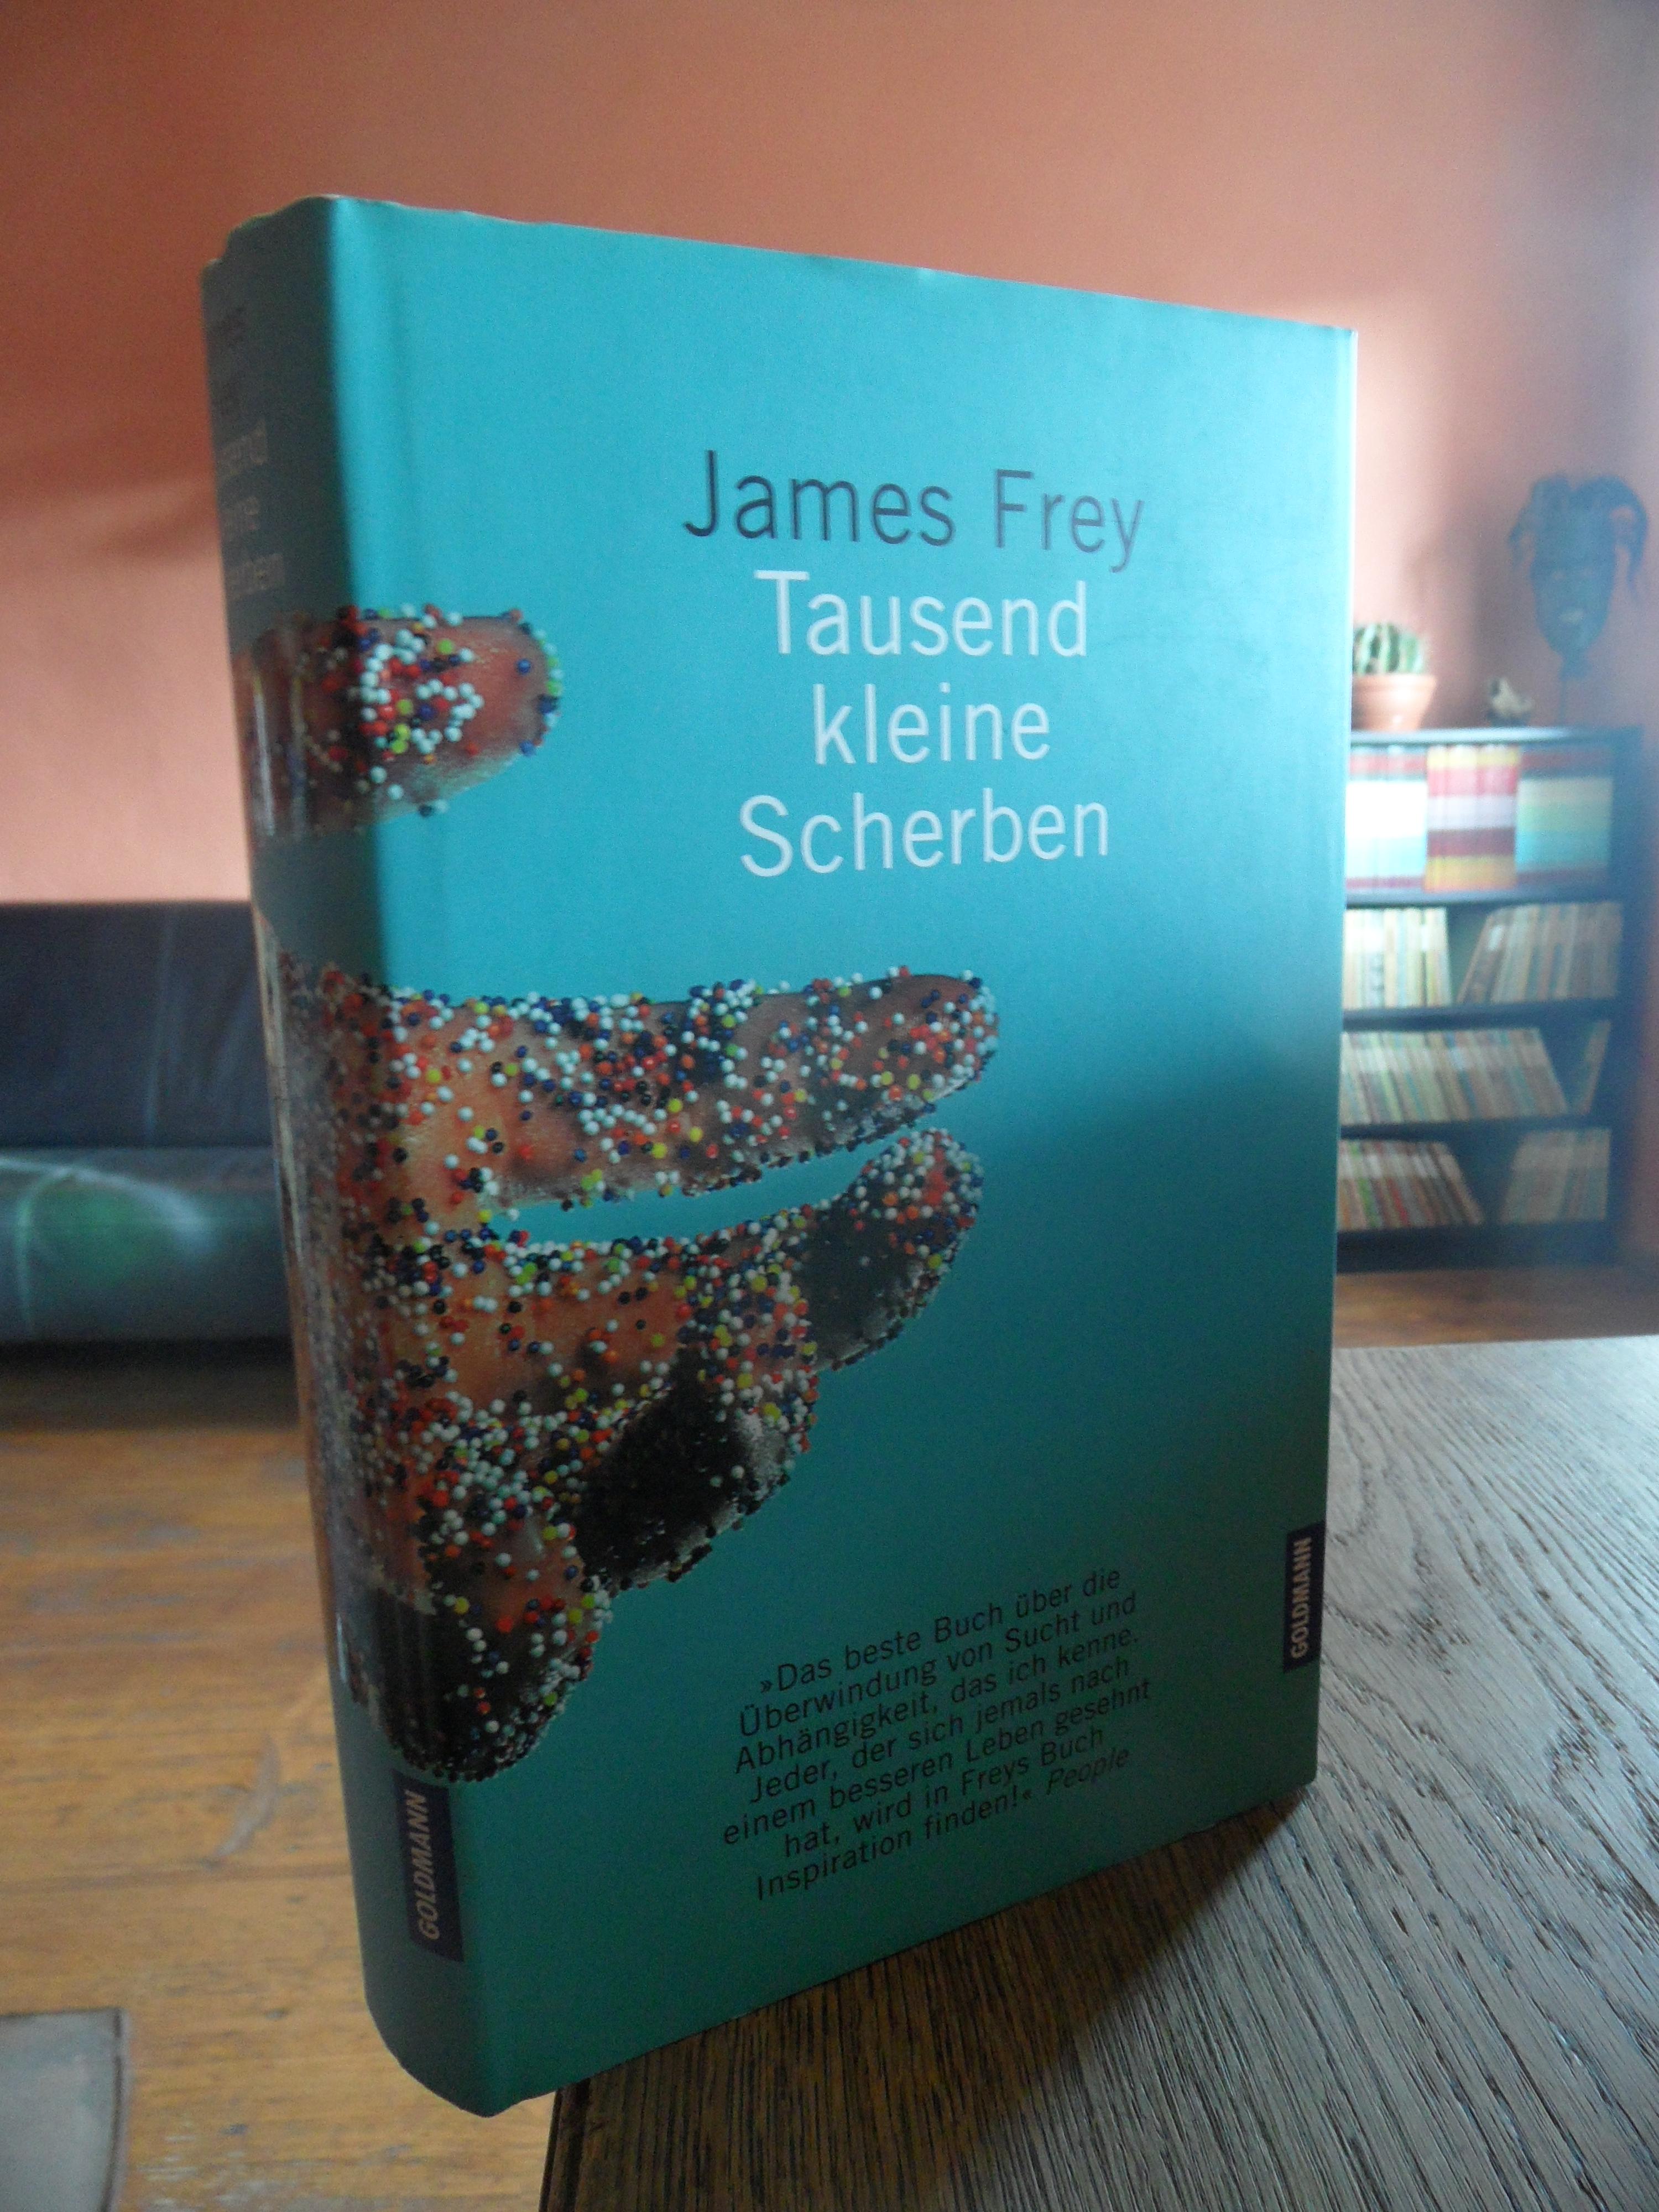 James Frey
Tausend
kleine
Scherben
»Das beste Buch über die
Überwindung von Sucht und
Abhängigkeit, das ich kenne.
Jeder, der sich jemals nach
einem besseren Leben gesehnt
hat, wird in Freys Buch
Inspiration finden!« People
GOLDMANN
GOLDMANN